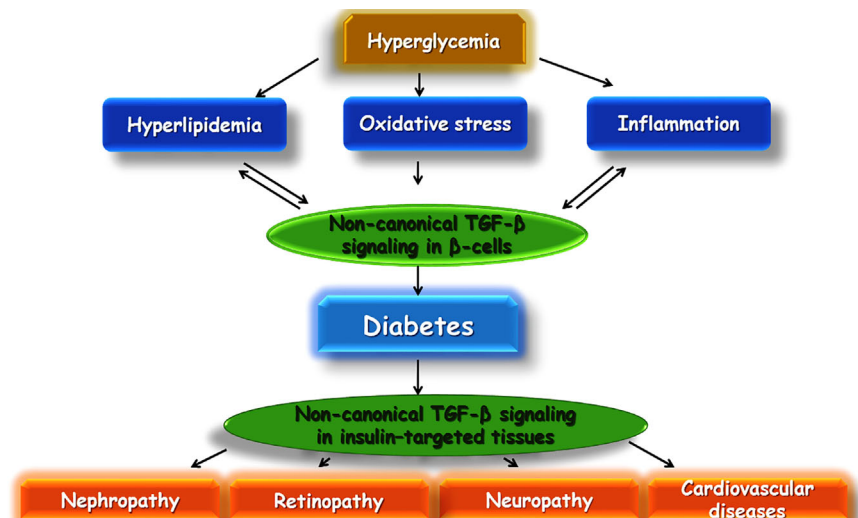 Hyperglycemia
Hyperlipidemia
Oxidative stress
Inflammation
Non-canonical TGF-β
signaling in β-cells
Diabetes
Non-canonical TGF-β signaling
in insulin-targeted tissues
Nephropathy
Retinopathy
Neuropathy
Cardiovascular
diseases